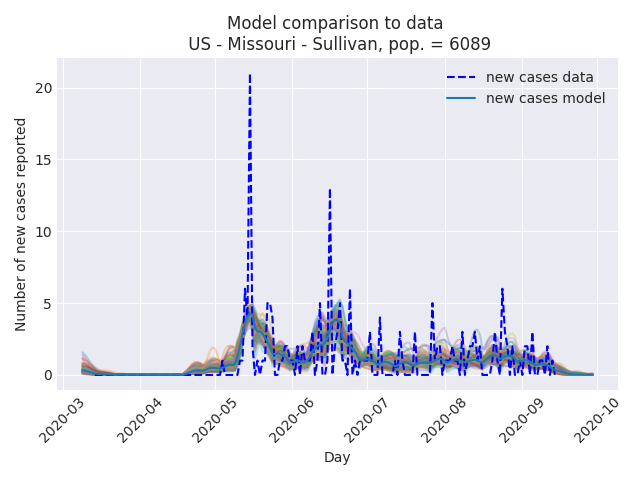 Model comparison to data
US - Missouri - Sullivan, pop. = 6089
new cases data
new cases model
Number of new cases reported
20
15
10
5
0
2020-03
2020-04
2020-05
2020-06
2020-07
2020-08
2020-09
2020-10
Day